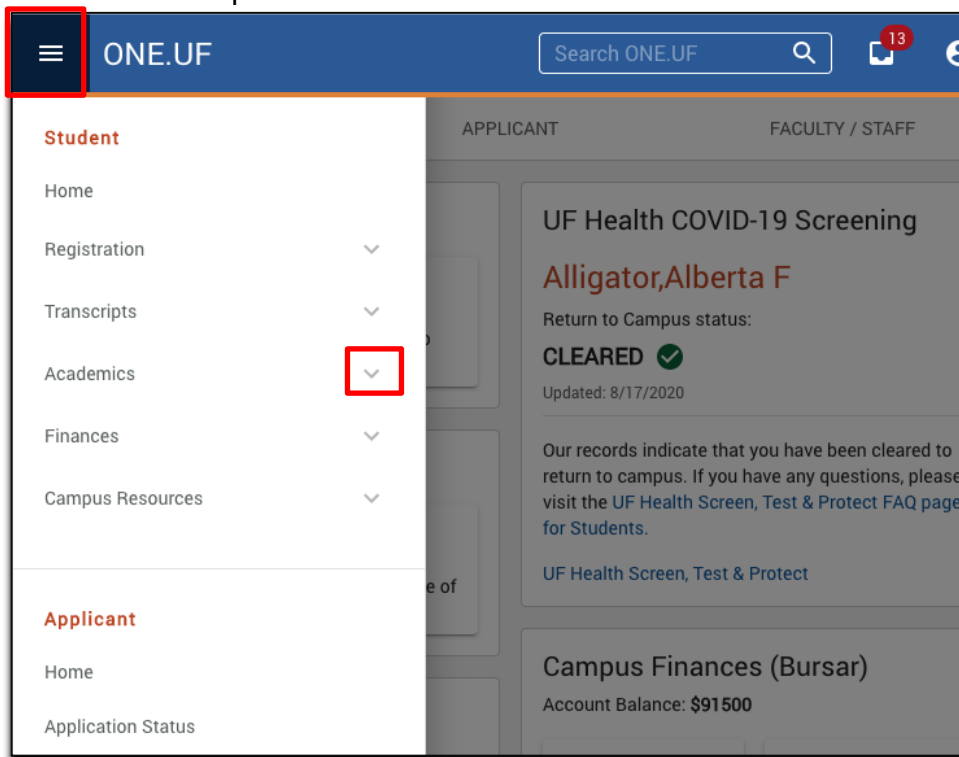 ONE.UF
Search ONE.UF
13
Student
Home
Registration
Transcripts
Academics
Finances
Campus Resources
Applicant
Home
Application Status
APPLICANT
FACULTY / STAFF
UF Health COVID-19 Screening
Alligator,Alberta F
Return to Campus status:
CLEARED
Updated: 8/17/2020
Our records indicate that you have been cleared to
return to campus. If you have any questions, please
visit the UF Health Screen, Test & Protect FAQ page
for Students.
UF Health Screen, Test & Protect
e of
Campus Finances (Bursar)
Account Balance: $91500